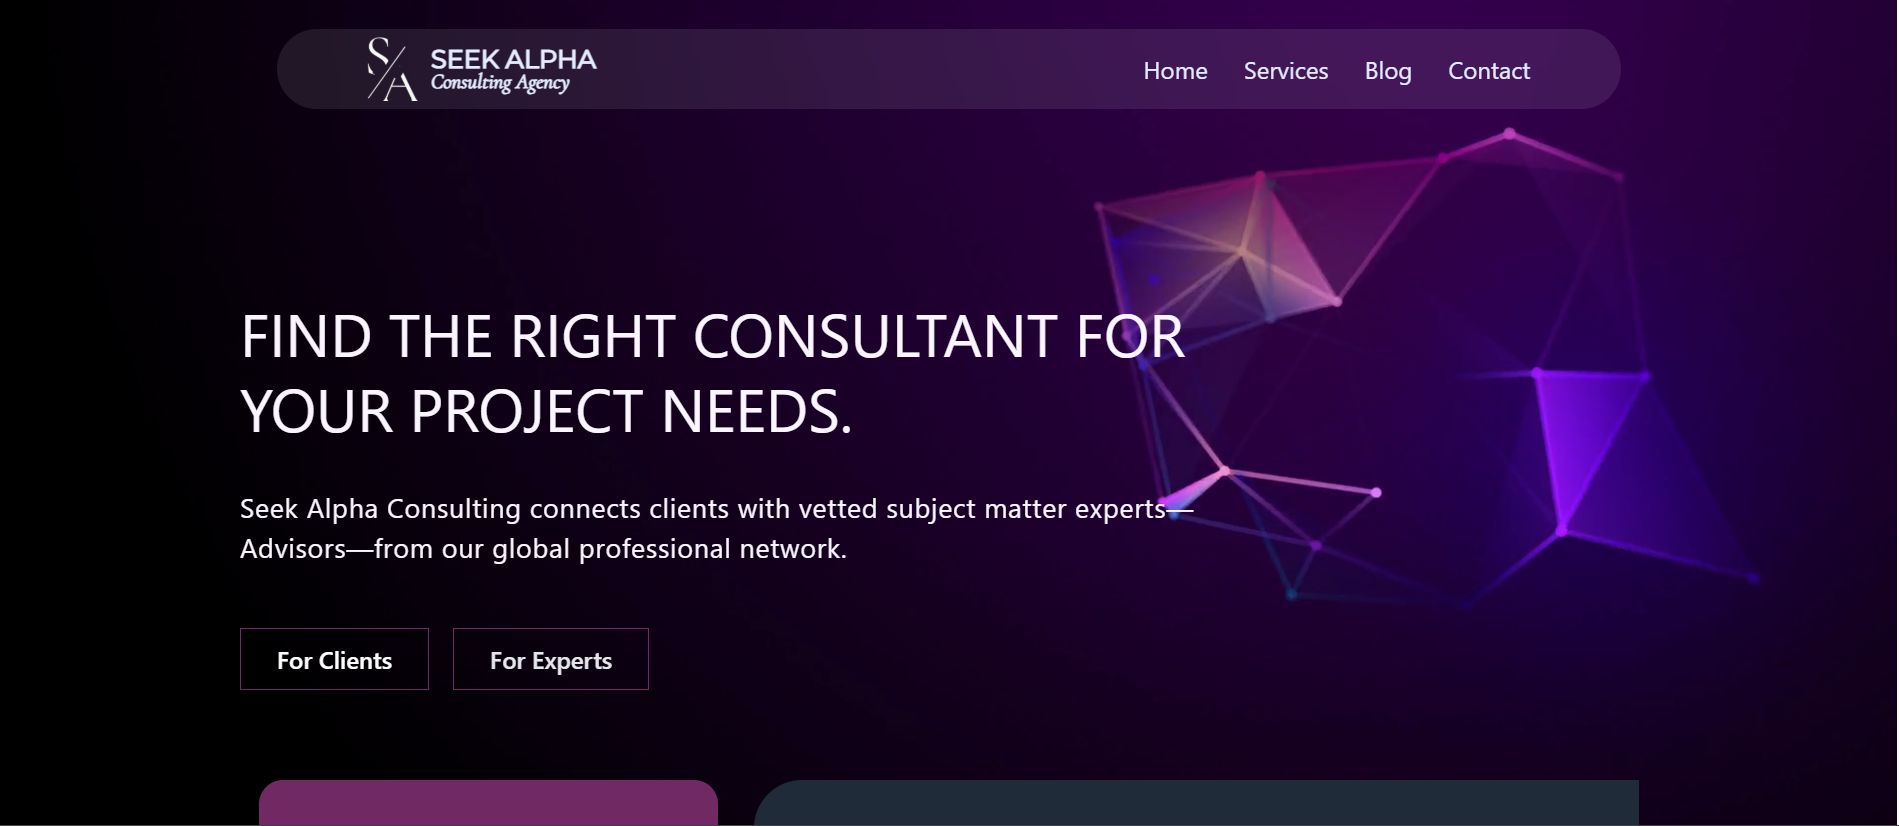 S/A
SEEK ALPHA
Consulting Agency
Home Services Blog Contact
FIND THE RIGHT CONSULTANT FOR
YOUR PROJECT NEEDS.
Seek Alpha Consulting connects clients with vetted subject matter experts—
Advisors—from our global professional network.
For Clients For Experts